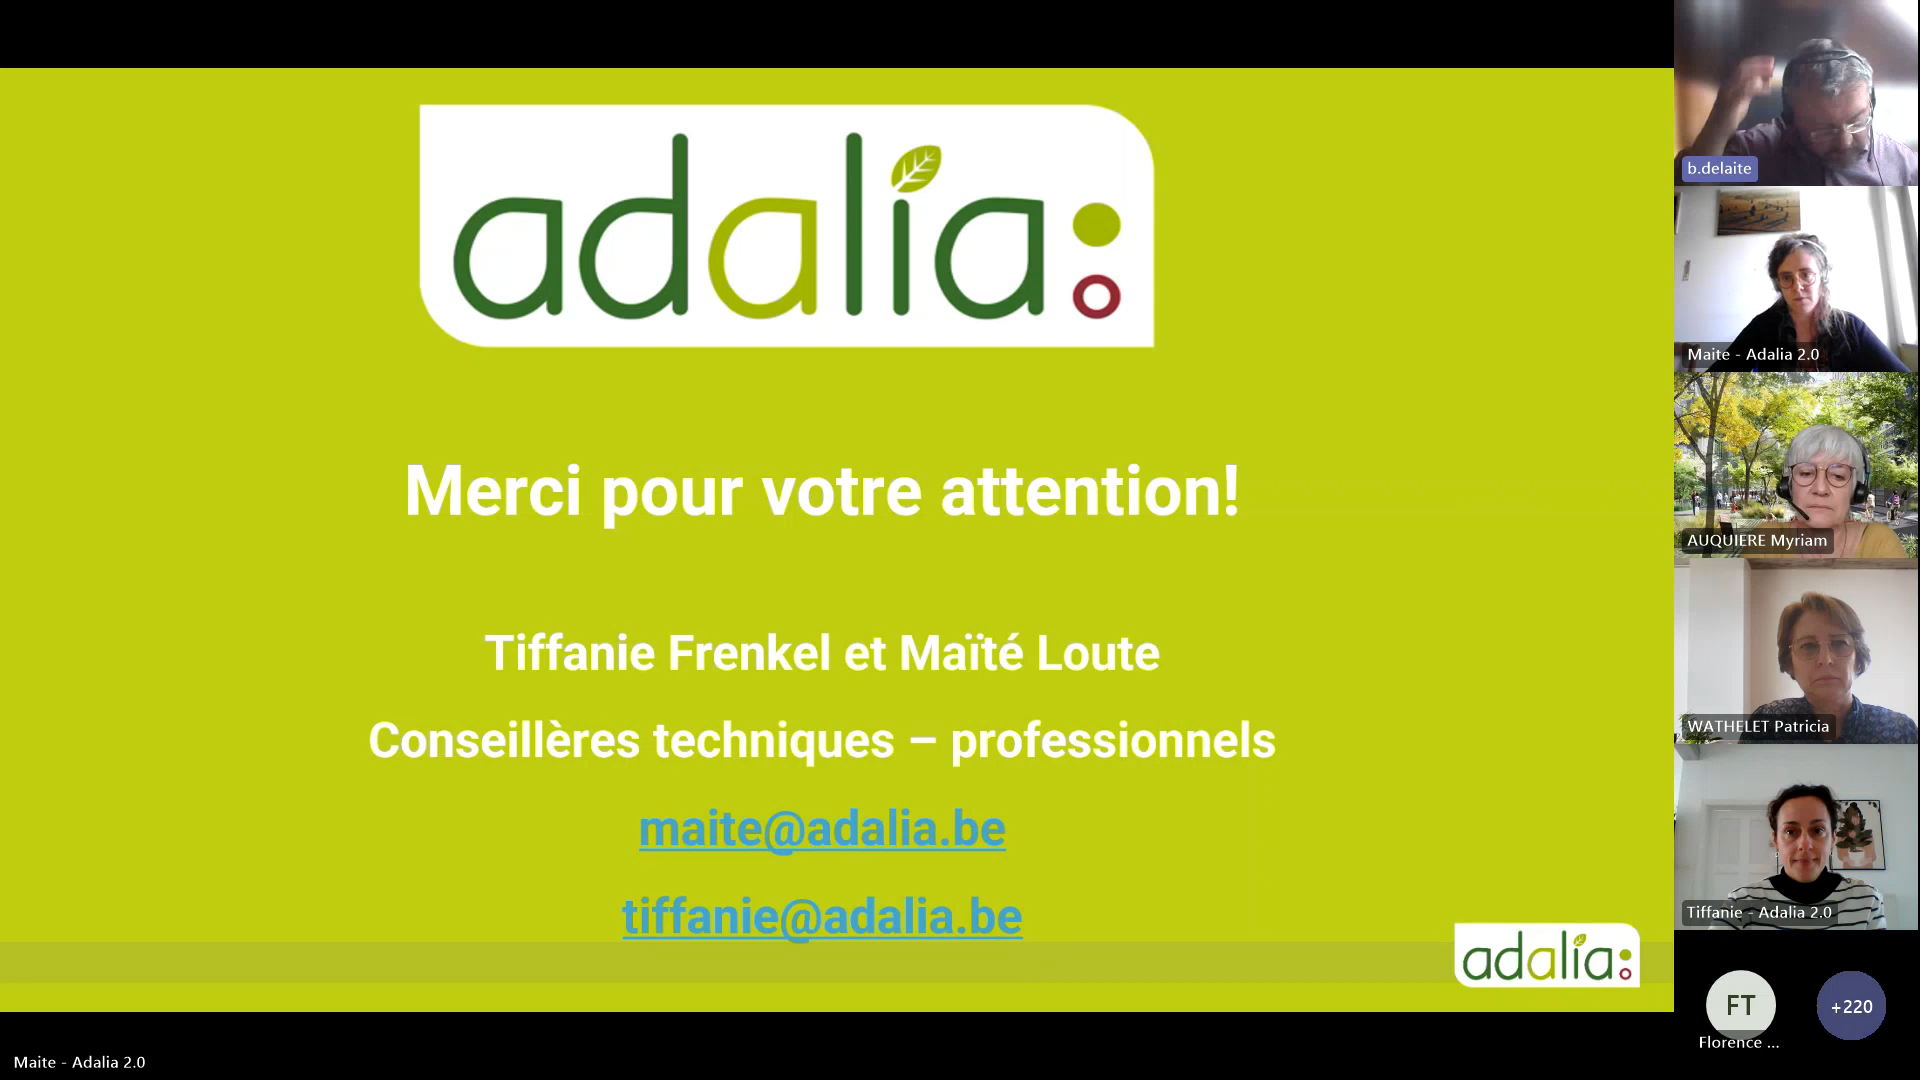 adalia
Merci pour votre attention!
Tiffanie Frenkel et Maïté Loute
Conseillères techniques – professionnels
maite@adalia.be
tiffanie@adalia.be
adalia
Maite - Adalia 2.0
b.delaite
Maite - Adalia 2.0
AUQUIERE Myriam
WATHELET Patricia
Tiffanie - Adalia 2.0
FT
+220
Florence ...